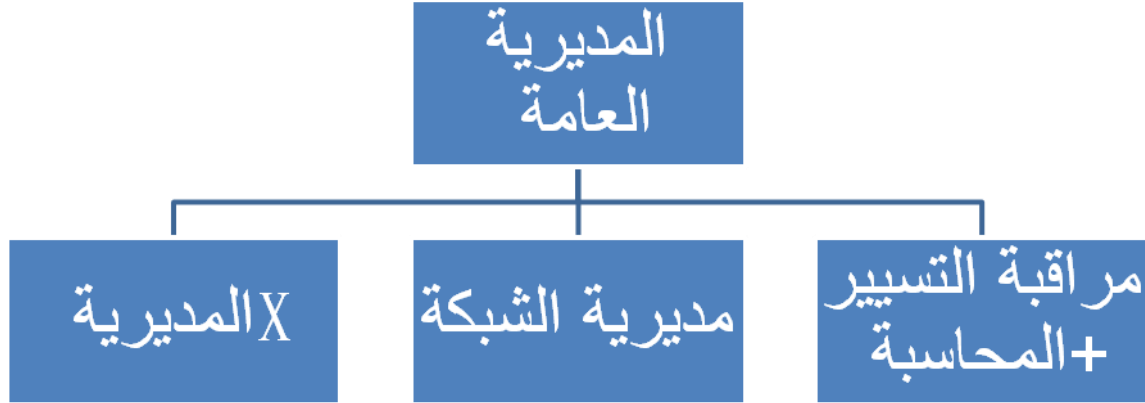 المديرية
العامة
مراقبة التسيير
+المحاسبة
مديرية الشبكة
Xالمديرية